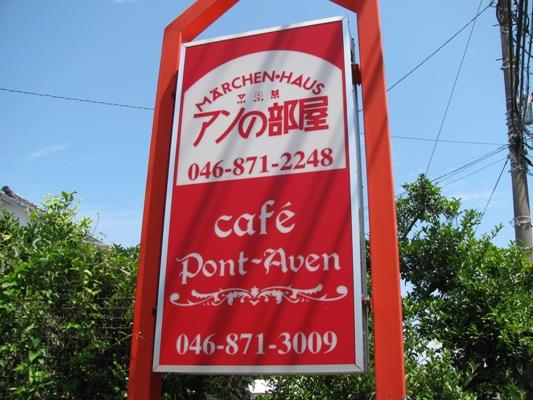 MÄRCHEN-HAUS
アンの部屋
046-871-2248
café
Pont-Aven
046-871-3009